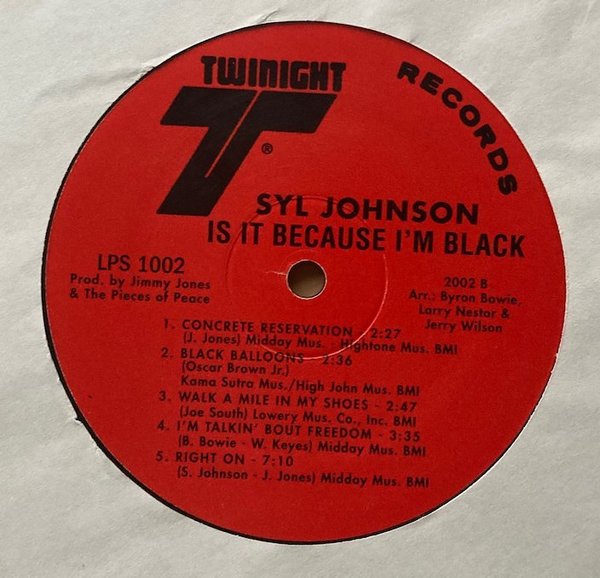 TWINIGHT
RECORDS
T®
SYL JOHNSON
IS IT BECAUSE I'M BLACK
LPS 1002
Prod. by Jimmy Jones
& The Pieces of Peace
2002 B
Arr.: Byron Bowie,
Larry Nestor &
Jerry Wilson
1. CONCRETE RESERVATION - 2:27
(J. Jones) Midday Mus. - Hightone Mus. BMI
2. BLACK BALLOONS - 2:36
(Oscar Brown Jr.)
Kama Sutra Mus./High John Mus. BMI
3. WALK A MILE IN MY SHOES - 2:47
(Joe South) Lowery Mus. Co., Inc. BMI
4. I'M TALKIN' BOUT FREEDOM - 3:35
(B. Bowie - W. Keyes) Midday Mus. BMI
5. RIGHT ON - 7:10
(S. Johnson - J. Jones) Midday Mus. BMI